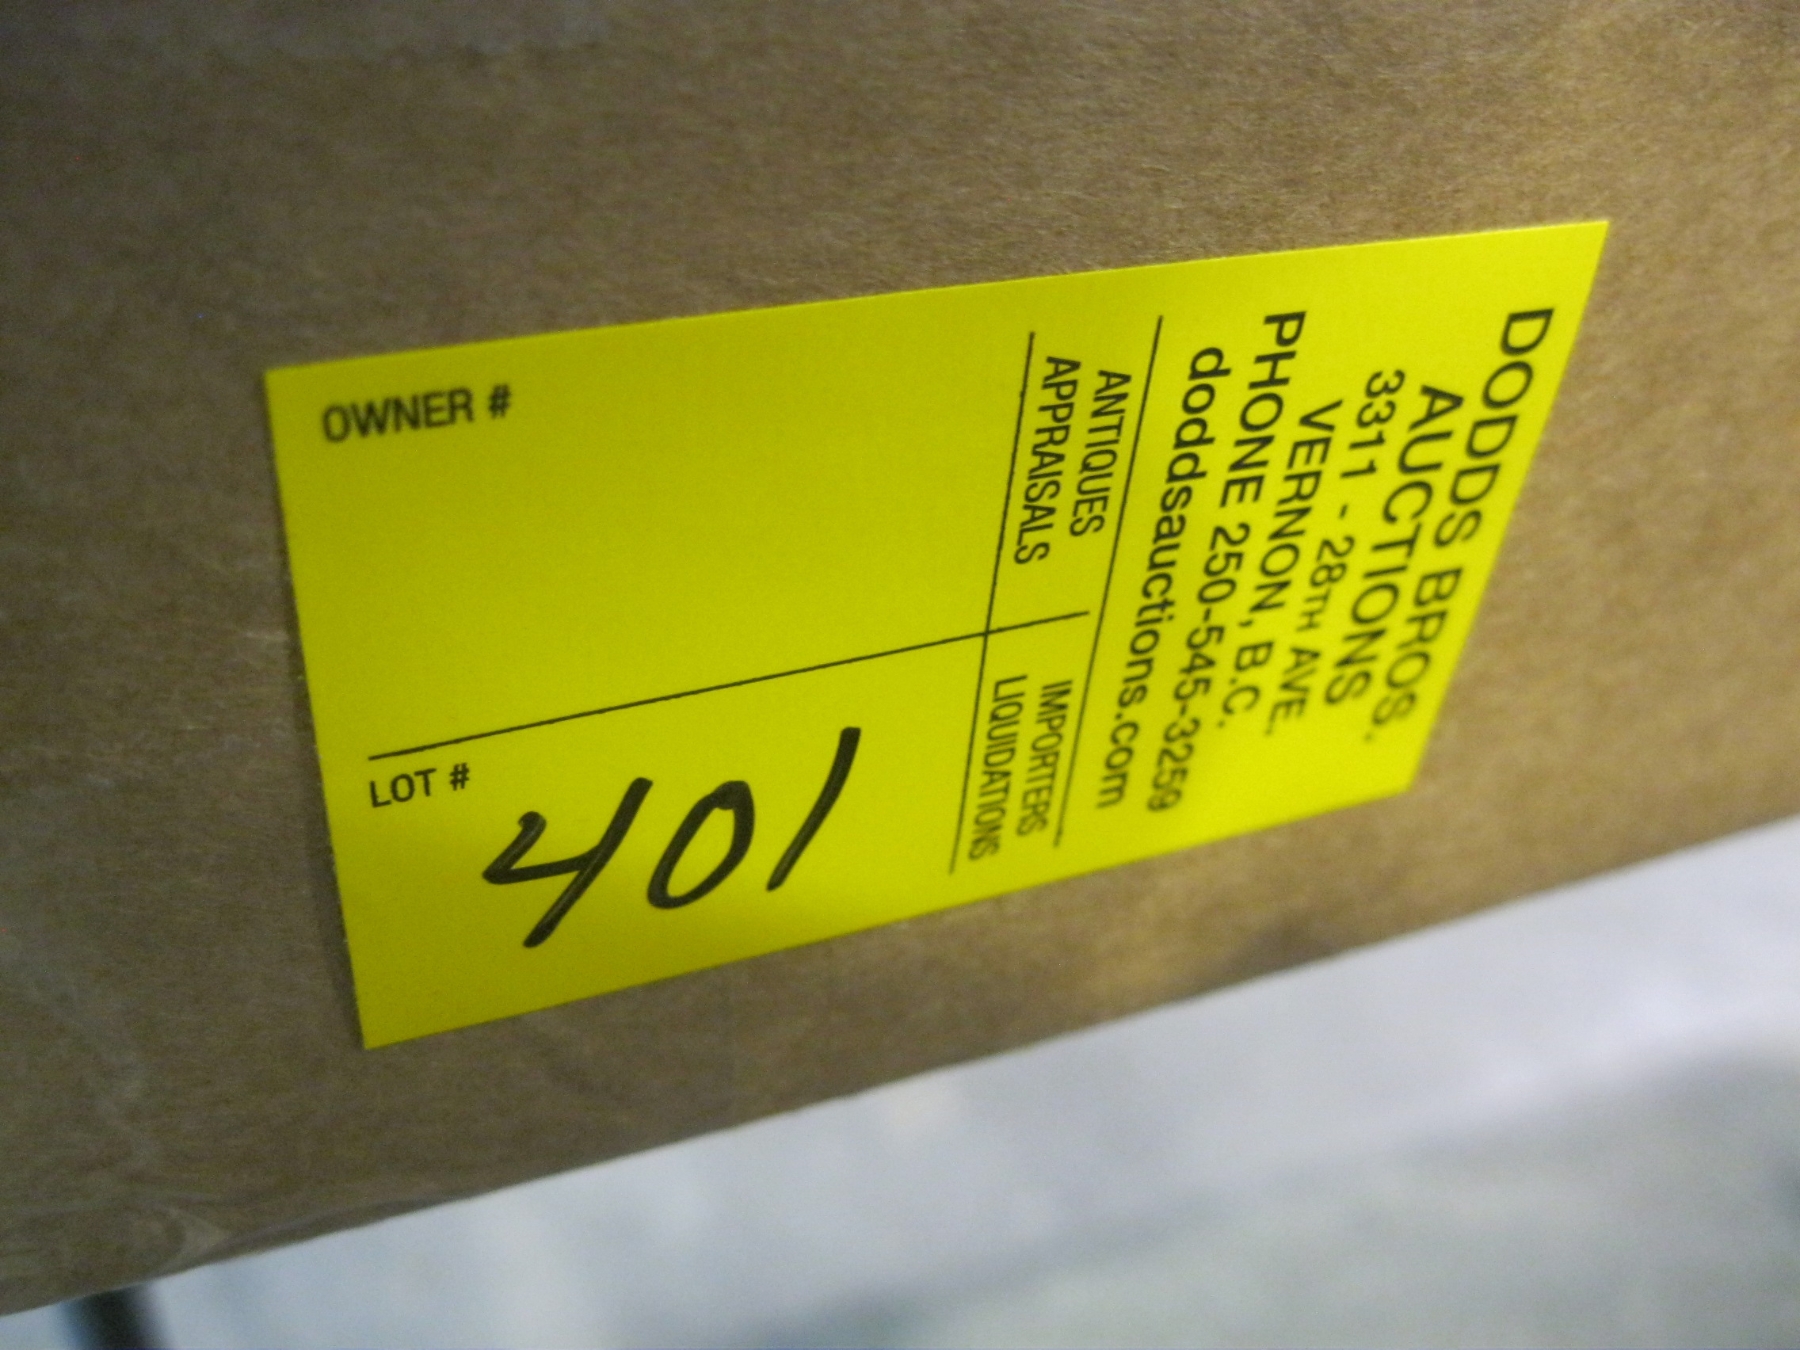 DODDS BROS.
AUCTIONS
3311 - 28TH AVE.
VERNON, B.C.
PHONE 250-545-3259
doddsauctions.com
ANTIQUES
APPRAISALS
IMPORTERS
LIQUIDATIONS
OWNER #
LOT #
401